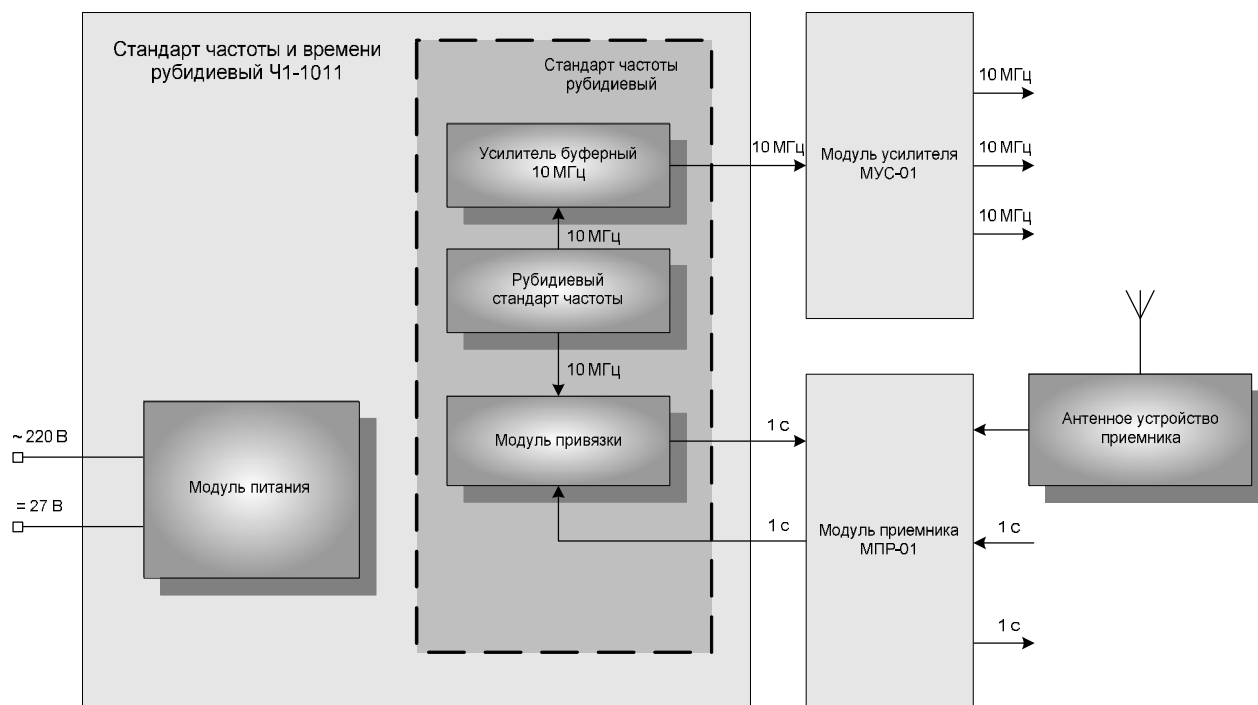 Стандарт частоты и времени
рубидиевый Ч1-1011
Стандарт частоты
рубидиевый
Усилитель буферный
10 МГц
10 МГц
Рубидиевый
стандарт частоты
10 МГц
Модуль привязки
~ 220 В
= 27 В
Модуль питания
10 МГц
Модуль усилителя
МУС-01
10 МГц
10 МГц
10 МГц
1 с
1 с
Модуль приемника
МПР-01
Антенное устройство
приемника
1 с
1 с